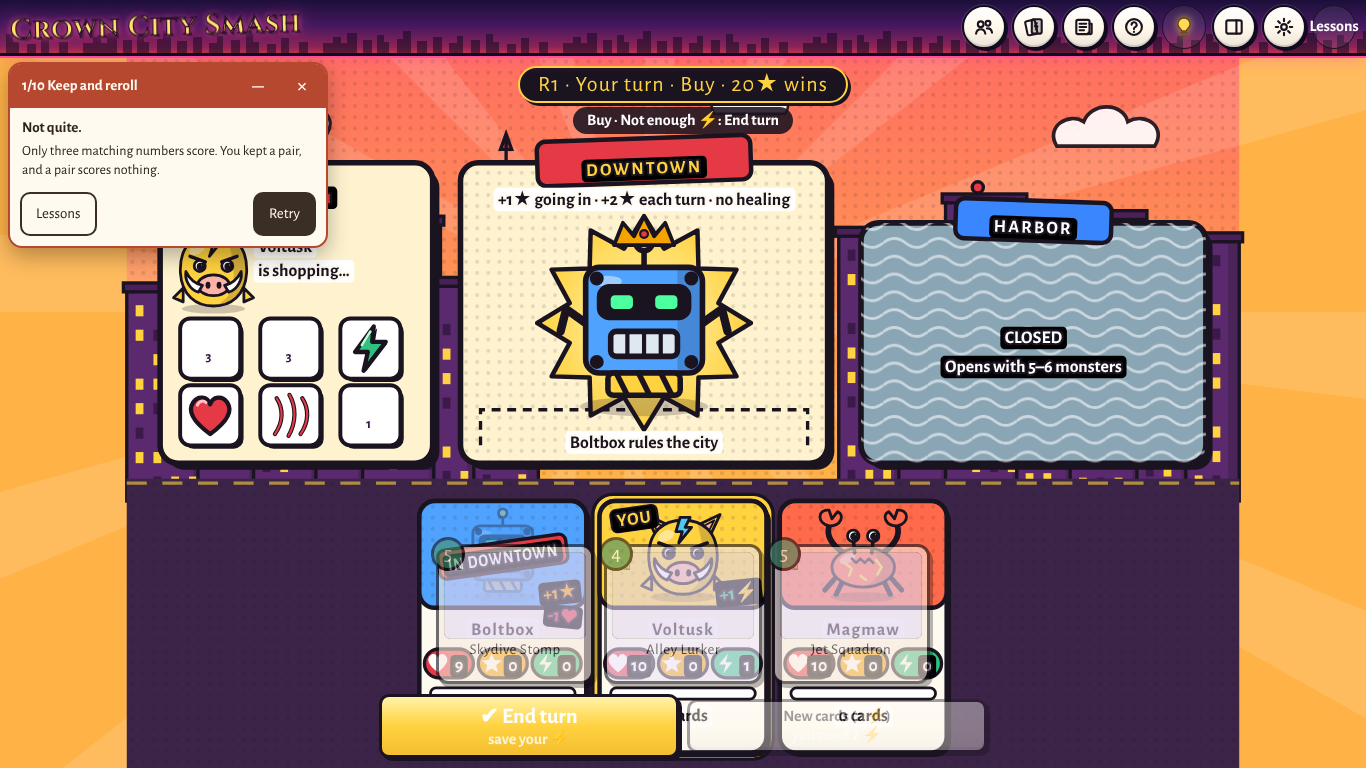 CROWN CITY SMASH
Lessons
1/10 Keep and reroll
Not quite.
Only three matching numbers score. You kept a pair,
and a pair scores nothing.
Lessons
Retry
R1 · Your turn · Buy · 20★ wins
Buy · Not enough ⚡: End turn
DOWNTOWN
+1★ going in · +2★ each turn · no healing
Boltbox rules the city
HARBOR
CLOSED
Opens with 5–6 monsters
Voltusk
is shopping...
3
3
1
IN DOWNTOWN
5
+1★
-1♥
Boltbox
Skydive Stomp
9
0
0
YOU
4
+1⚡
Voltusk
Alley Lurker
10
0
1
5
Magmaw
Jet Squadron
10
0
0
✔ End turn
save your ⚡
New cards